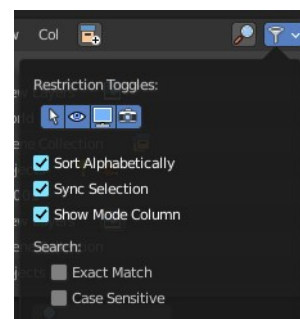 Col
Restriction Toggles:
Sort Alphabetically
Sync Selection
Show Mode Column
Search:
Exact Match
Case Sensitive